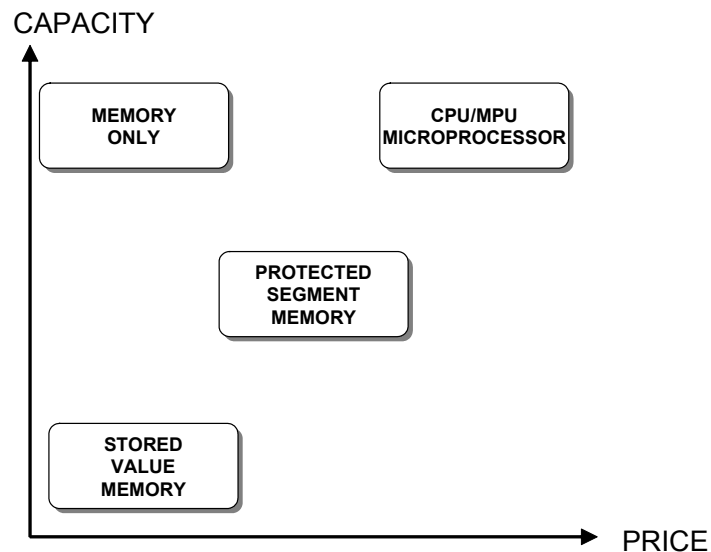 CAPACITY
MEMORY
ONLY
CPU/MPU
MICROPROCESSOR
PROTECTED
SEGMENT
MEMORY
STORED
VALUE
MEMORY
PRICE